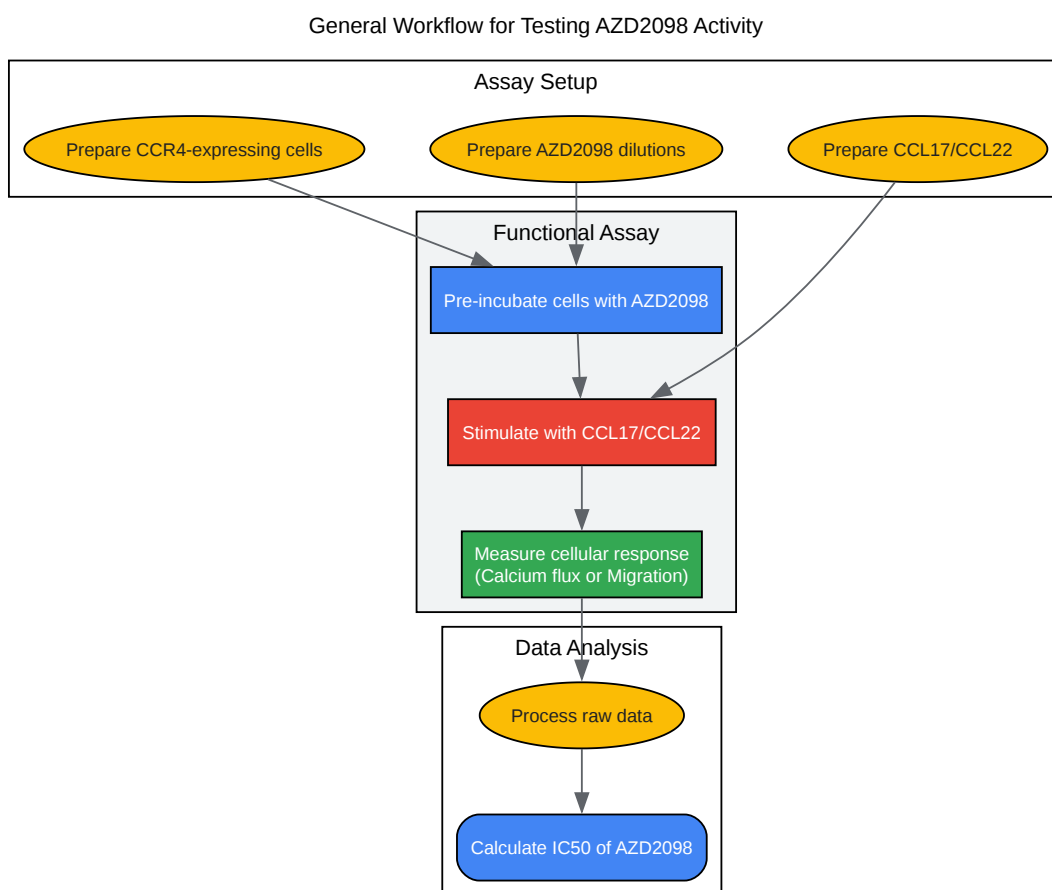 General Workflow for Testing AZD2098 Activity
Assay Setup
Prepare CCR4-expressing cells
Prepare AZD2098 dilutions
Prepare CCL17/CCL22
Functional Assay
Pre-incubate cells with AZD2098
Stimulate with CCL17/CCL22
Measure cellular response
(Calcium flux or Migration)
Data Analysis
Process raw data
Calculate IC50 of AZD2098